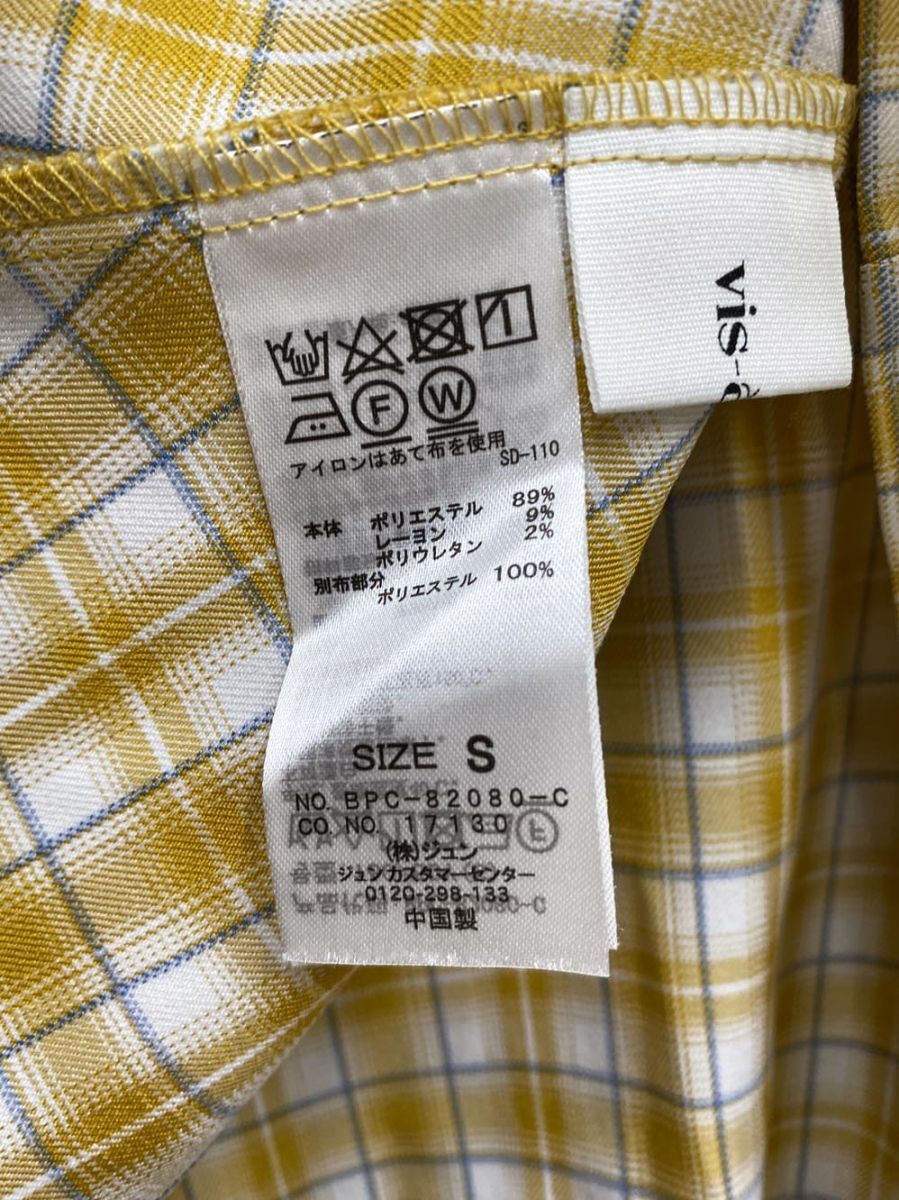 vis-à
F W
アイロンはあて布を使用
SD-110
本体 ポリエステル 89%
レーヨン 9%
ポリウレタン 2%
別布部分
ポリエステル 100%
SIZE S
NO. BPC-82080-C
CO. NO. 17130
(株)ジュン
ジュンカスタマーセンター
0120-298-133
中国製